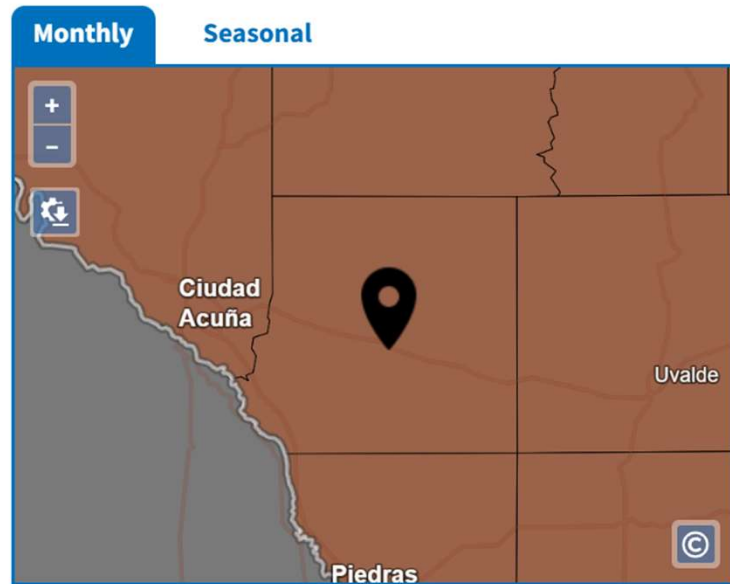 Monthly
Seasonal
+
−
Ciudad
Acuña
Uvalde
©
Piedras